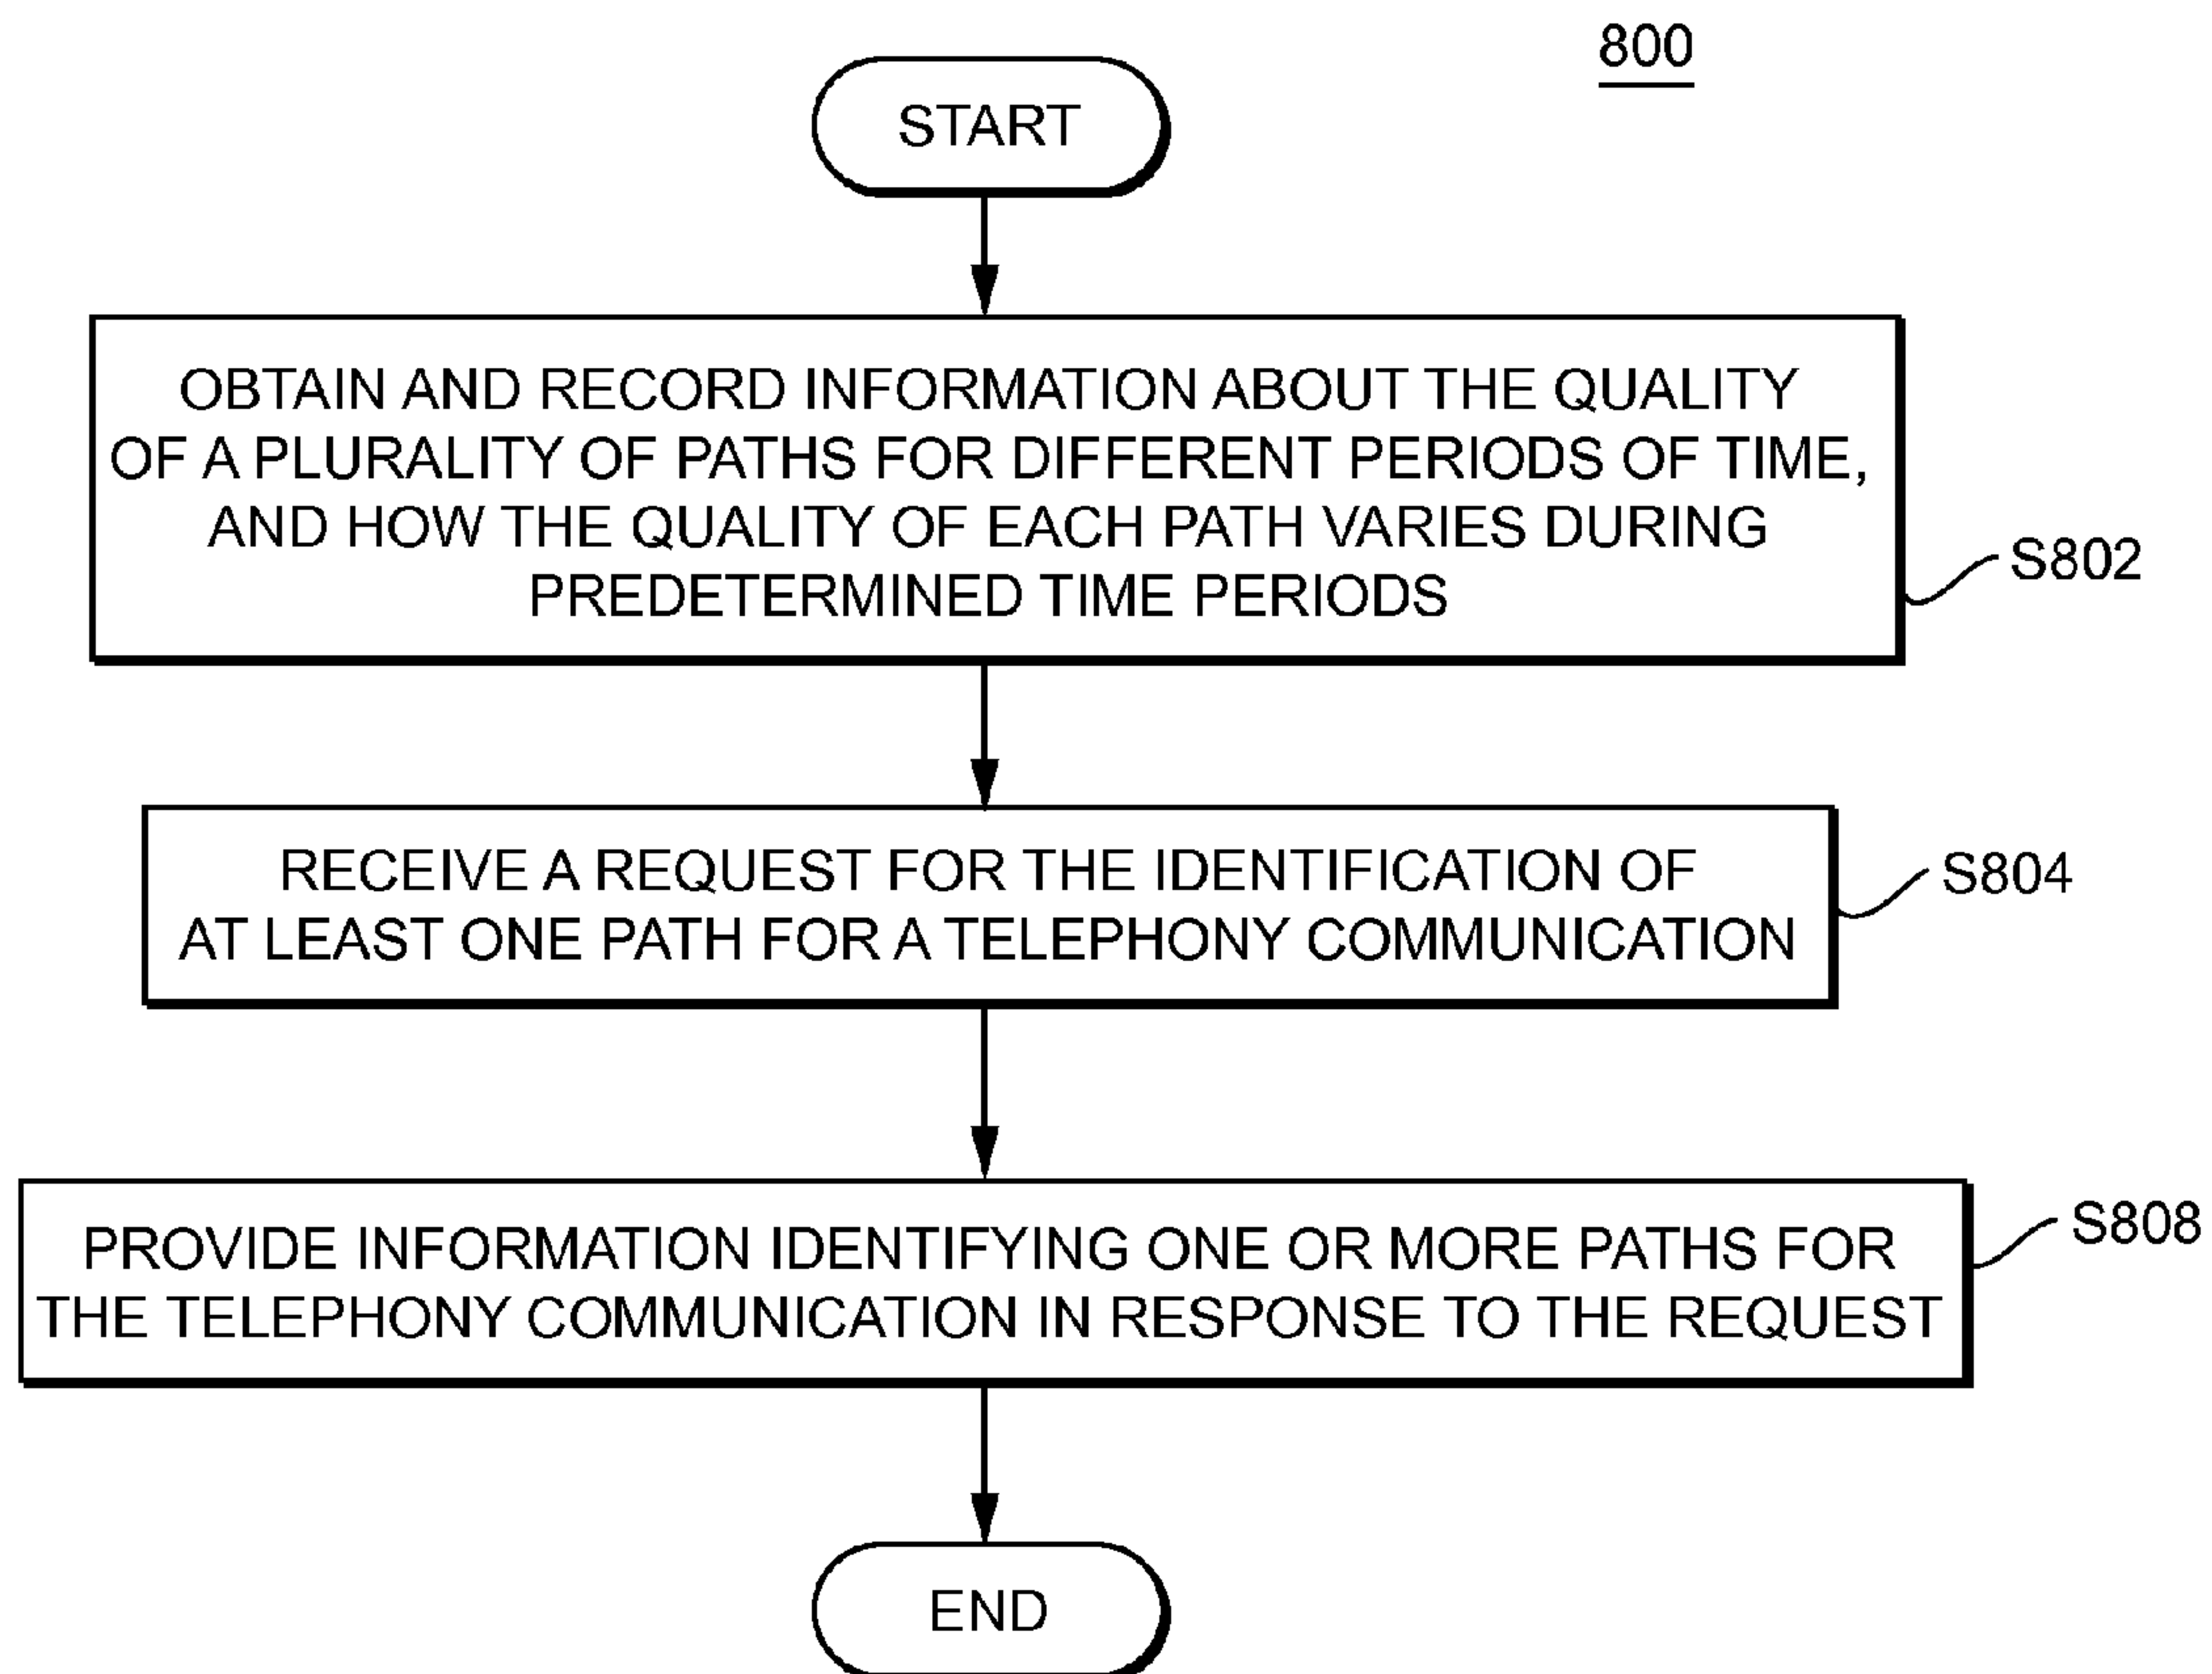 800
START
OBTAIN AND RECORD INFORMATION ABOUT THE QUALITY
OF A PLURALITY OF PATHS FOR DIFFERENT PERIODS OF TIME,
AND HOW THE QUALITY OF EACH PATH VARIES DURING
PREDETERMINED TIME PERIODS
S802
RECEIVE A REQUEST FOR THE IDENTIFICATION OF
AT LEAST ONE PATH FOR A TELEPHONY COMMUNICATION
S804
PROVIDE INFORMATION IDENTIFYING ONE OR MORE PATHS FOR
THE TELEPHONY COMMUNICATION IN RESPONSE TO THE REQUEST
S808
END